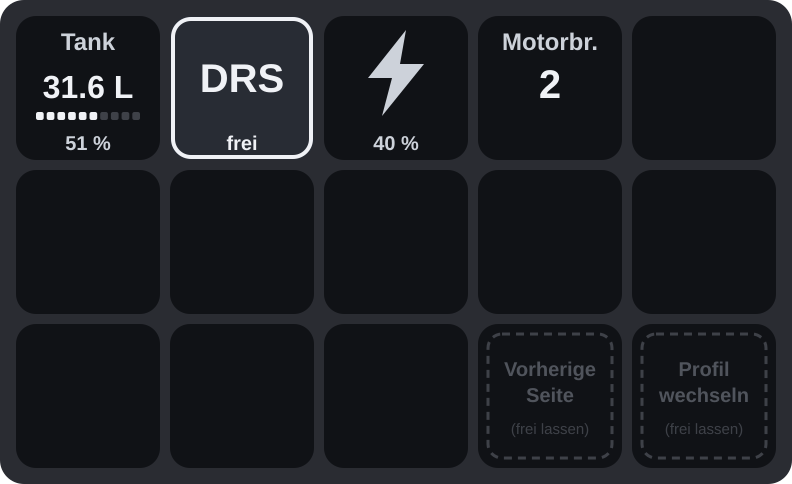 Tank
31.6 L
51 %
DRS
frei
40 %
Motorbr.
2
Vorherige
Seite
(frei lassen)
Profil
wechseln
(frei lassen)